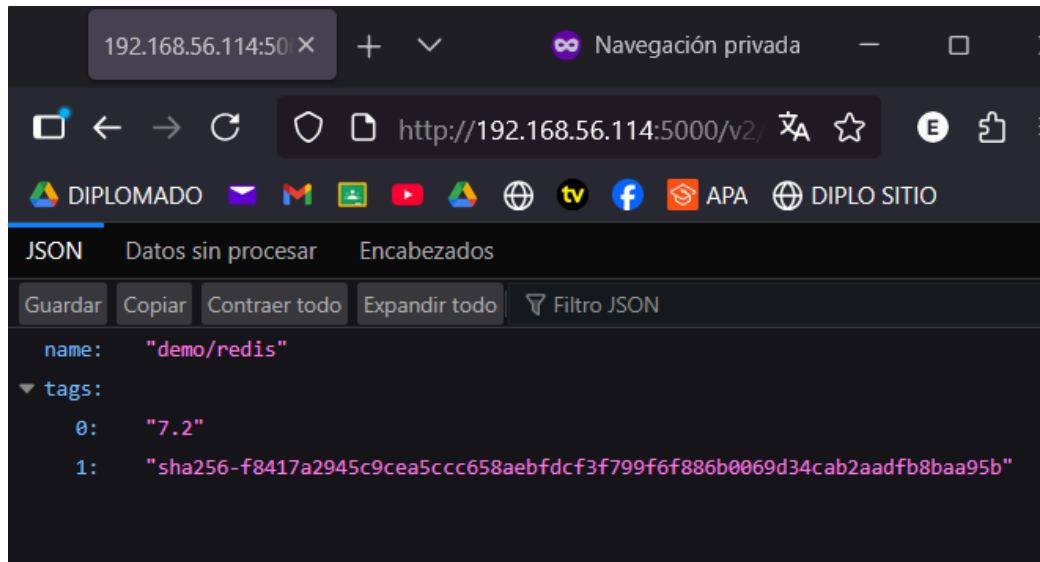 192.168.56.114:50
Navegación privada
http://192.168.56.114:5000/v2/
E
DIPLOMADO
tv
APA
DIPLO SITIO
JSON Datos sin procesar Encabezados
Guardar Copiar Contraer todo Expandir todo Filtro JSON
name: "demo/redis"
tags:
0: "7.2"
1: "sha256-f8417a2945c9cea5ccc658aebfdcf3f799f6f886b0069d34cab2aadfb8baa95b"